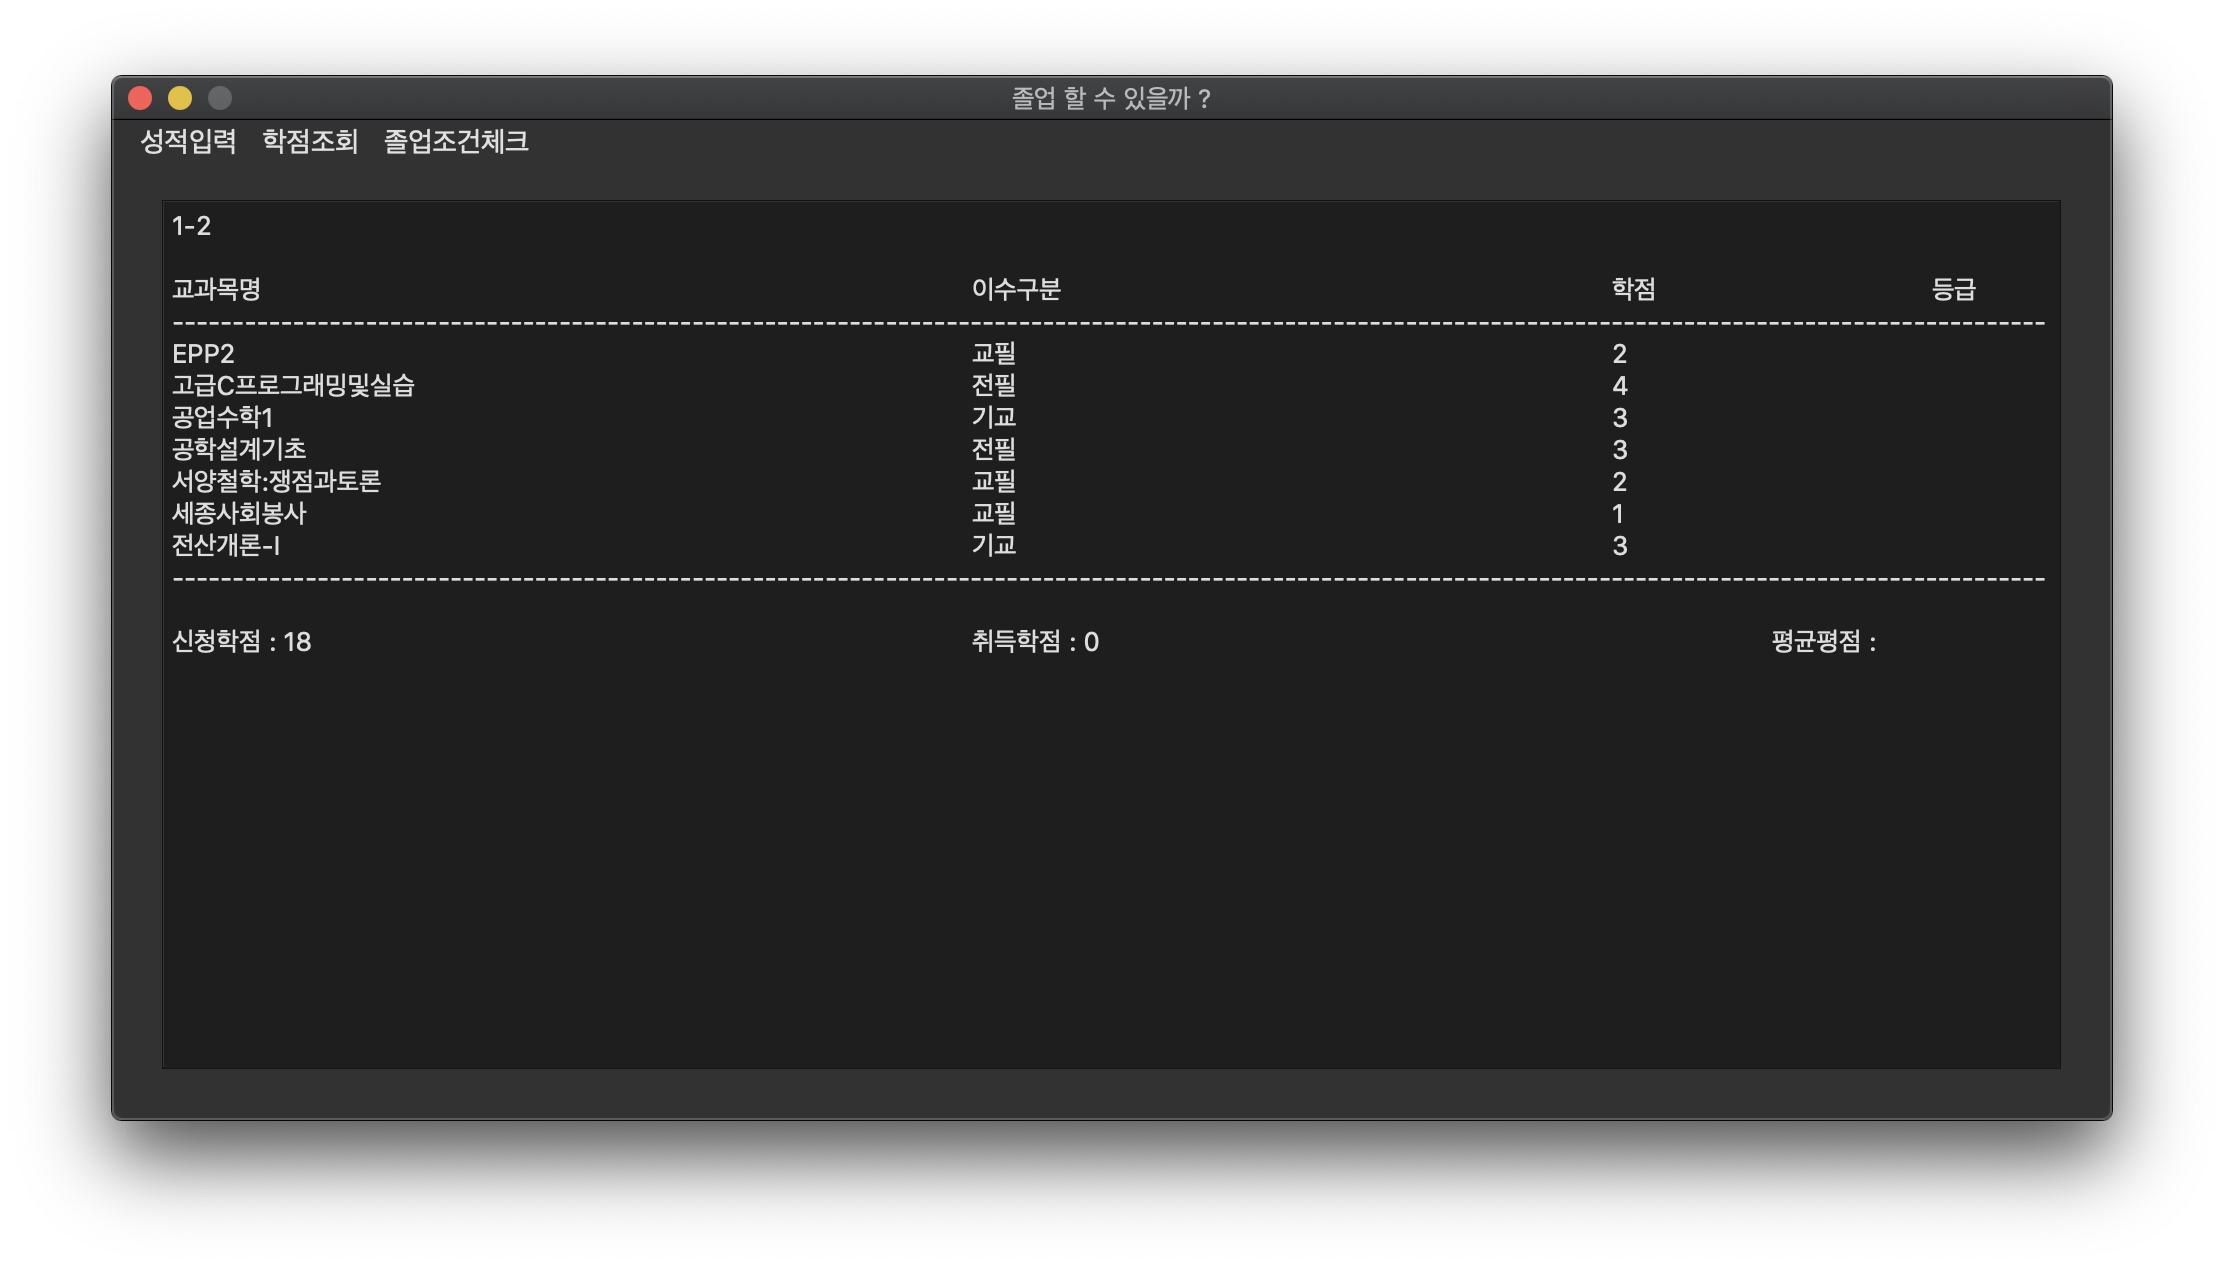 졸업 할 수 있을까 ?
성적입력 학점조회 졸업조건체크
1-2
교과목명 이수구분 학점 등급
--------------------------------------------------------------------------------------------------------------------------------------------------------
EPP2 교필 2
고급C프로그래밍및실습 전필 4
공업수학1 기교 3
공학설계기초 전필 3
서양철학:쟁점과토론 교필 2
세종사회봉사 교필 1
전산개론-I 기교 3
--------------------------------------------------------------------------------------------------------------------------------------------------------
신청학점 : 18 취득학점 : 0 평균평점 :